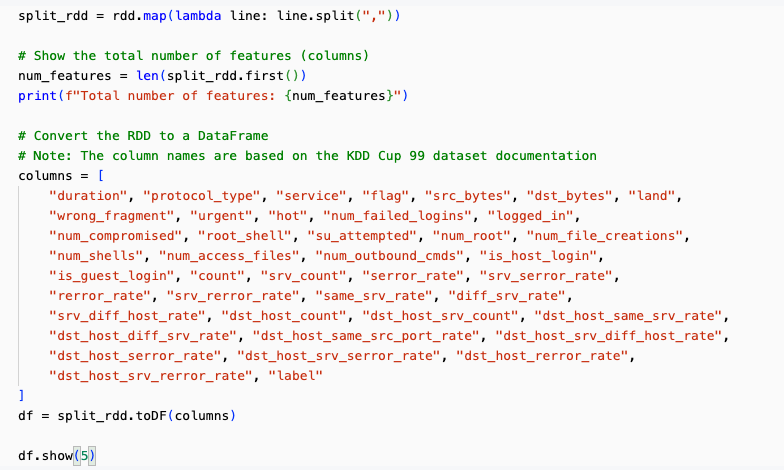 split_rdd = rdd.map(lambda line: line.split(","))
# Show the total number of features (columns)
num_features = len(split_rdd.first())
print(f"Total number of features: {num_features}")
# Convert the RDD to a DataFrame
# Note: The column names are based on the KDD Cup 99 dataset documentation
columns = [
"duration", "protocol_type", "service", "flag", "src_bytes", "dst_bytes", "land",
"wrong_fragment", "urgent", "hot", "num_failed_logins", "logged_in",
"num_compromised", "root_shell", "su_attempted", "num_root", "num_file_creations",
"num_shells", "num_access_files", "num_outbound_cmds", "is_host_login",
"is_guest_login", "count", "srv_count", "serror_rate", "srv_serror_rate",
"rerror_rate", "srv_rerror_rate", "same_srv_rate", "diff_srv_rate",
"srv_diff_host_rate", "dst_host_count", "dst_host_srv_count", "dst_host_same_srv_rate",
"dst_host_diff_srv_rate", "dst_host_same_src_port_rate", "dst_host_srv_diff_host_rate",
"dst_host_serror_rate", "dst_host_srv_serror_rate", "dst_host_rerror_rate",
"dst_host_srv_rerror_rate", "label"
]
df = split_rdd.toDF(columns)
df.show(5)